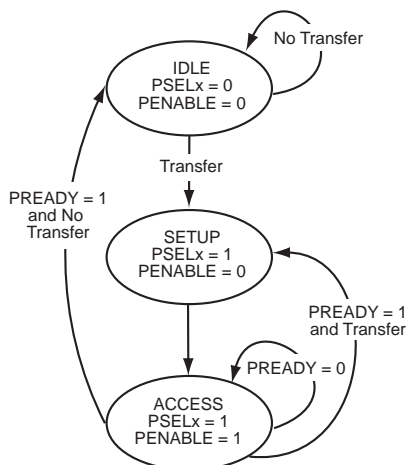 No Transfer
IDLE
PSELx = 0
PENABLE = 0
Transfer
PREADY = 1
and No
Transfer
SETUP
PSELx = 1
PENABLE = 0
PREADY = 1
and Transfer
PREADY = 0
ACCESS
PSELx = 1
PENABLE = 1